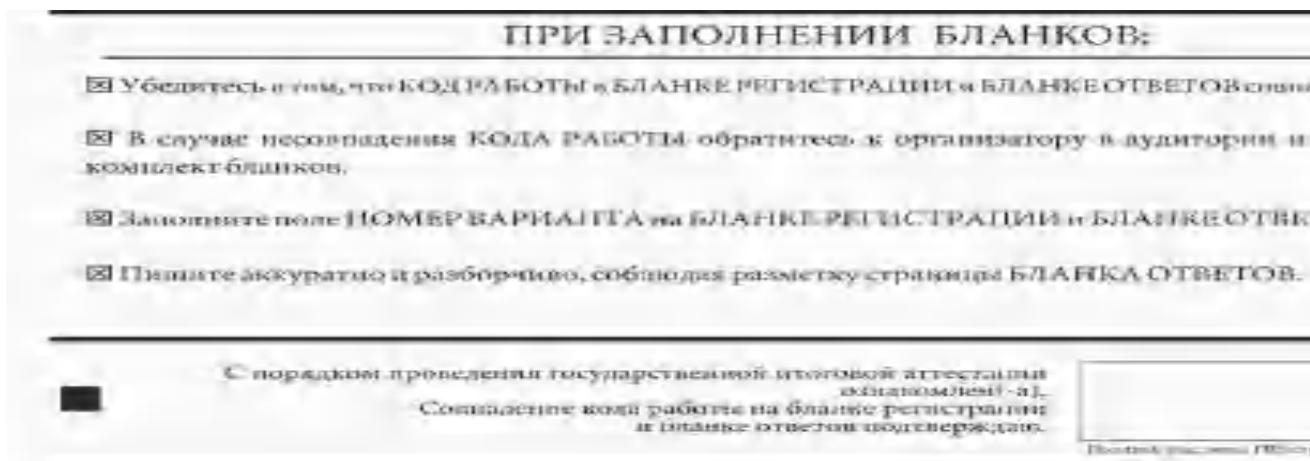 ПРИ ЗАПОЛНЕНИИ БЛАНКОВ:
☒ Убедитесь в том, что КОД РАБОТЫ в БЛАНКЕ РЕГИСТРАЦИИ и БЛАНКЕ ОТВЕТОВ
☒ В случае несовпадения КОДА РАБОТЫ обратитесь к организатору в аудитории и
комплект бланков.
☒ Заполните поле НОМЕР ВАРИАНТА на БЛАНКЕ РЕГИСТРАЦИИ и БЛАНКЕ
☒ Пишите аккуратно и разборчиво, соблюдая разметку страницы БЛАНКА ОТВЕТОВ.
С порядком проведения государственной итоговой аттестации
ознакомлен(-а).
Совпадение кода работы на бланке регистрации
и бланке ответов подтверждаю.